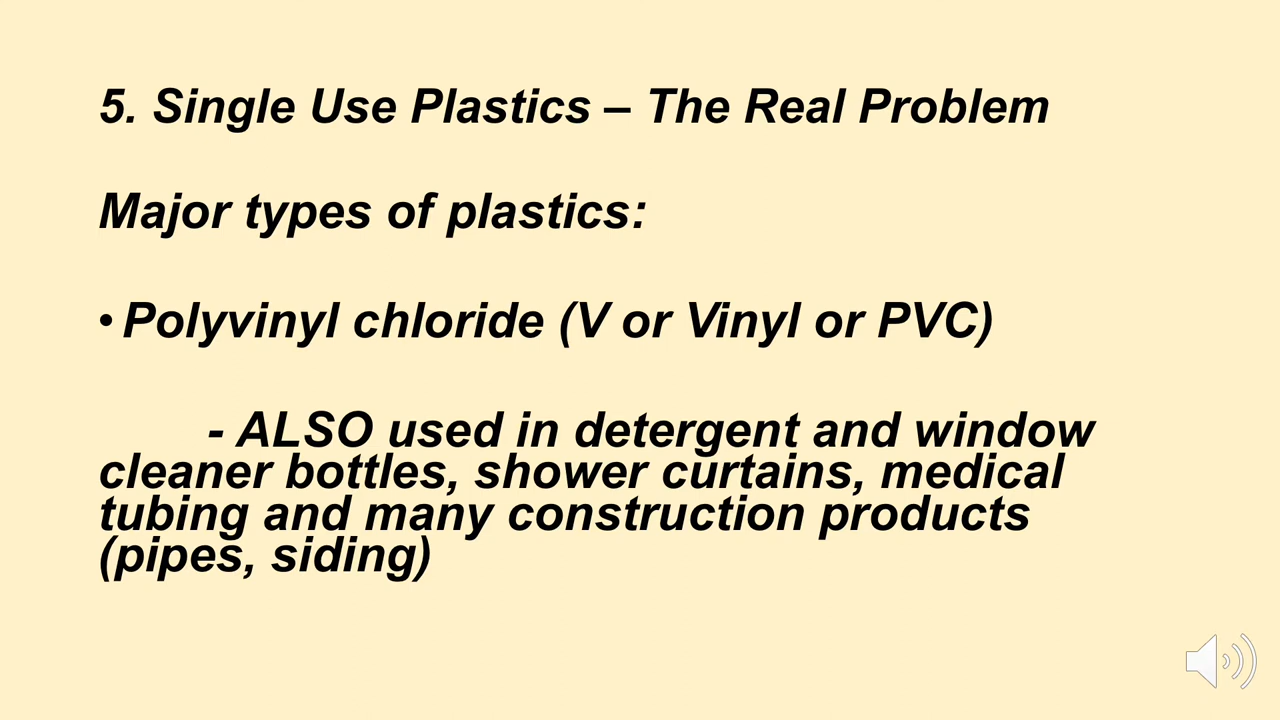 5. Single Use Plastics – The Real Problem
Major types of plastics:
• Polyvinyl chloride (V or Vinyl or PVC)
- ALSO used in detergent and window
cleaner bottles, shower curtains, medical
tubing and many construction products
(pipes, siding)